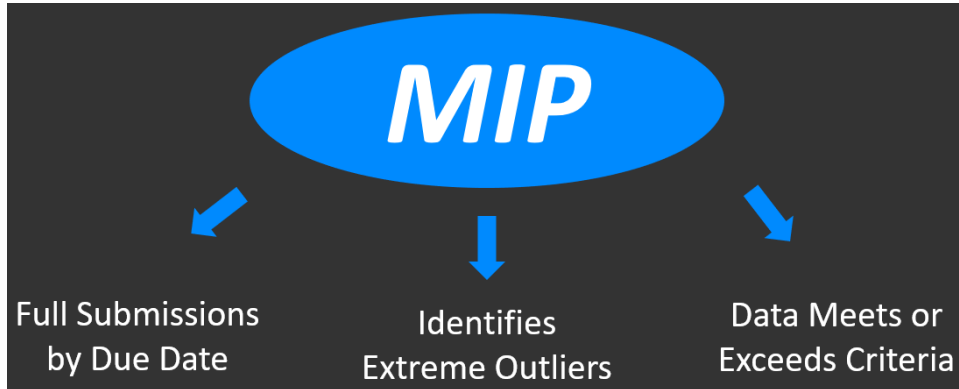 MIP
Full Submissions
by Due Date
Identifies
Extreme Outliers
Data Meets or
Exceeds Criteria